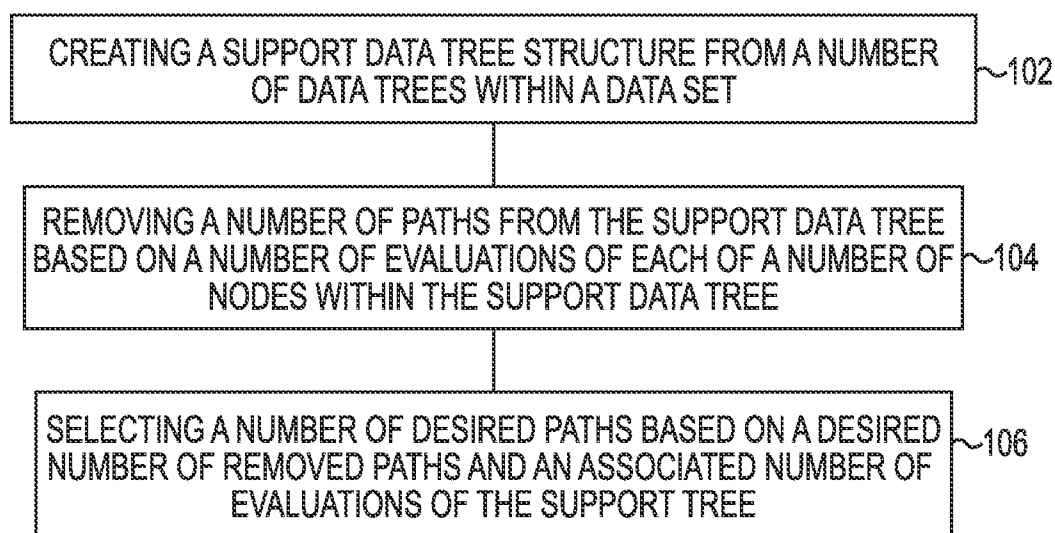 CREATING A SUPPORT DATA TREE STRUCTURE FROM A NUMBER
OF DATA TREES WITHIN A DATA SET
102
REMOVING A NUMBER OF PATHS FROM THE SUPPORT DATA TREE
BASED ON A NUMBER OF EVALUATIONS OF EACH OF A NUMBER OF
NODES WITHIN THE SUPPORT DATA TREE
104
SELECTING A NUMBER OF DESIRED PATHS BASED ON A DESIRED
NUMBER OF REMOVED PATHS AND AN ASSOCIATED NUMBER OF
EVALUATIONS OF THE SUPPORT TREE
106